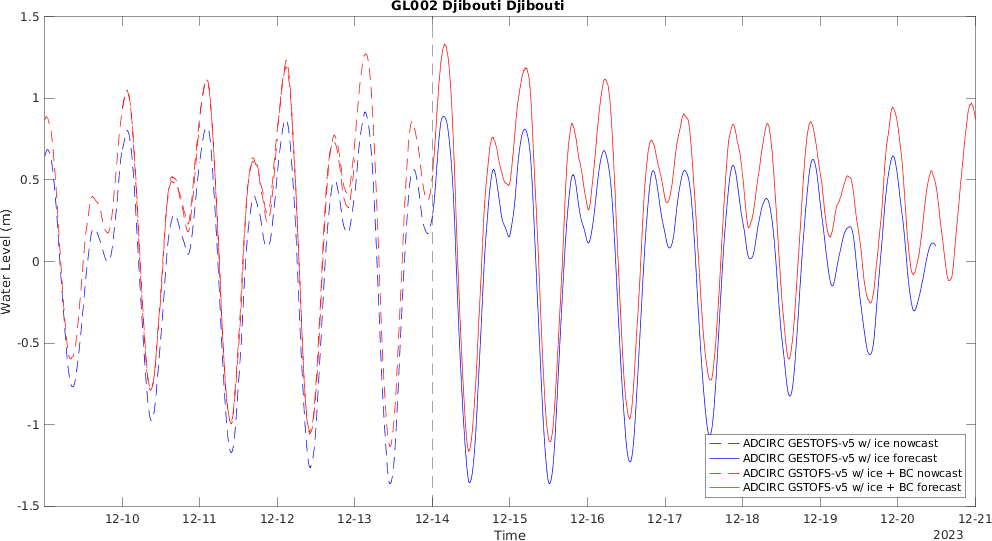 GL002 Djibouti Djibouti
1.5
1
0.5
0
-0.5
-1
-1.5
Water Level (m)
ADCIRC GESTOFS-v5 w/ ice nowcast
ADCIRC GESTOFS-v5 w/ ice forecast
ADCIRC GSTOFS-v5 w/ ice + BC nowcast
ADCIRC GSTOFS-v5 w/ ice + BC forecast
12-10 12-11 12-12 12-13 12-14 12-15 12-16 12-17 12-18 12-19 12-20 12-21
Time
2023